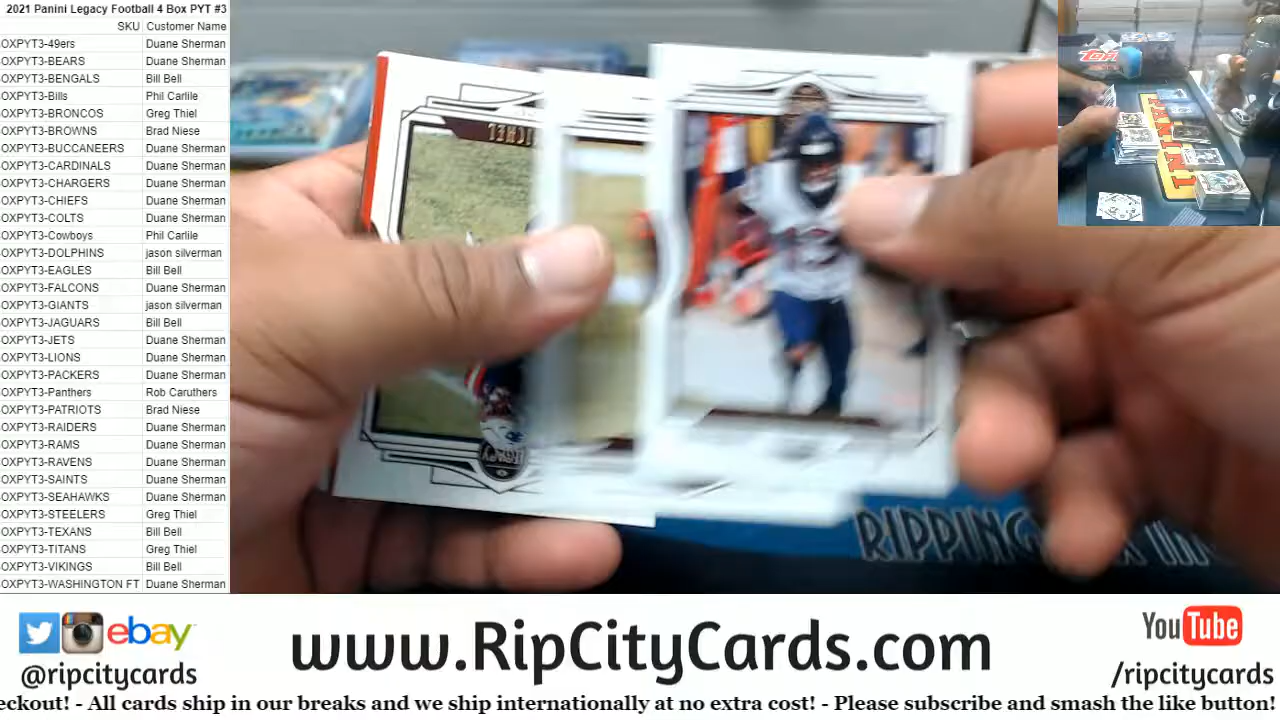 2021 Panini Legacy Football 4 Box PYT #3
SKU Customer Name
OXPYT3-49ers Duane Sherman
OXPYT3-BEARS Duane Sherman
OXPYT3-BENGALS Bill Bell
OXPYT3-Bills Phil Carlile
OXPYT3-BRONCOS Greg Thiel
OXPYT3-BROWNS Brad Niese
OXPYT3-BUCCANEERS Duane Sherman
OXPYT3-CARDINALS Duane Sherman
OXPYT3-CHARGERS Duane Sherman
OXPYT3-CHIEFS Duane Sherman
OXPYT3-COLTS Duane Sherman
OXPYT3-Cowboys Phil Carlile
OXPYT3-DOLPHINS jason silverman
OXPYT3-EAGLES Bill Bell
OXPYT3-FALCONS Duane Sherman
OXPYT3-GIANTS jason silverman
OXPYT3-JAGUARS Bill Bell
OXPYT3-JETS Duane Sherman
OXPYT3-LIONS Duane Sherman
OXPYT3-PACKERS Duane Sherman
OXPYT3-Panthers Rob Caruthers
OXPYT3-PATRIOTS Brad Niese
OXPYT3-RAIDERS Duane Sherman
OXPYT3-RAMS Duane Sherman
OXPYT3-RAVENS Duane Sherman
OXPYT3-SAINTS Duane Sherman
OXPYT3-SEAHAWKS Duane Sherman
OXPYT3-STEELERS Greg Thiel
OXPYT3-TEXANS Bill Bell
OXPYT3-TITANS Greg Thiel
OXPYT3-VIKINGS Bill Bell
OXPYT3-WASHINGTON FT Duane Sherman
TOPPS
PANINI
LEGACY
RIPPING
ebay
@ripcitycards
www.RipCityCards.com
YouTube
/ripcitycards
eckout! - All cards ship in our breaks and we ship internationally at no extra cost! - Please subscribe and smash the like button!